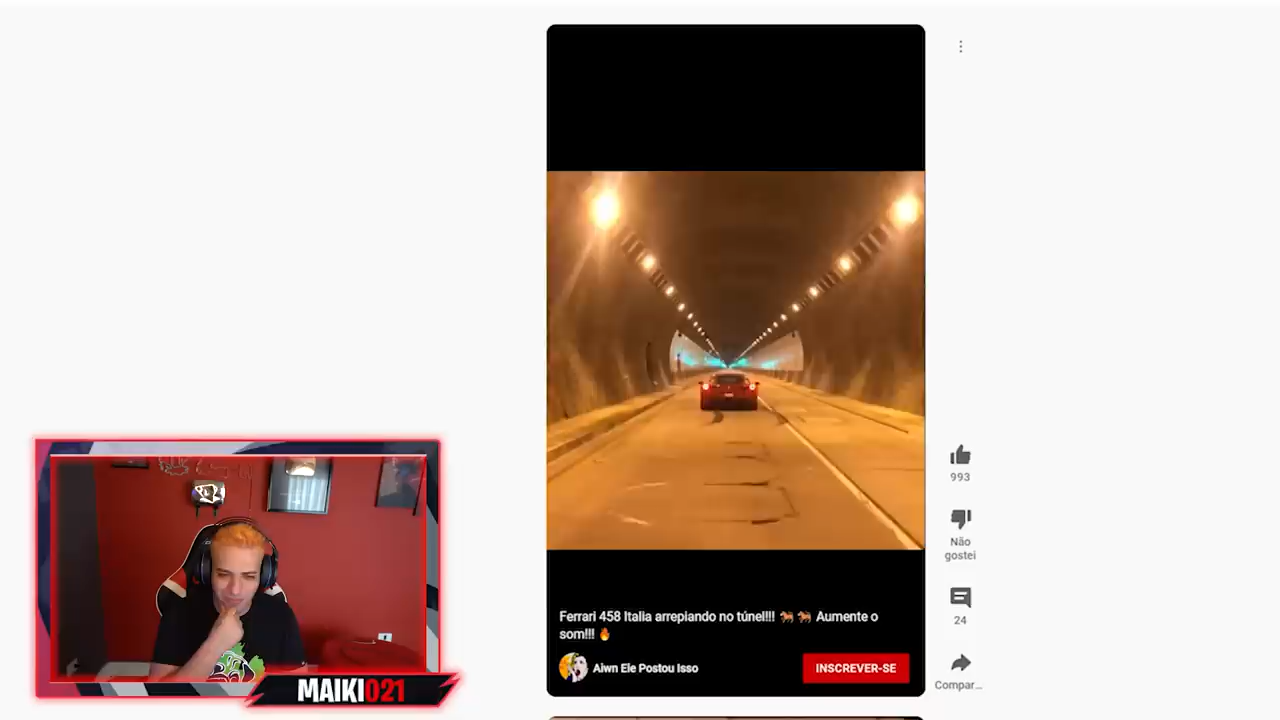 993
Não
gostei
24
Compar...
Ferrari 458 Italia arrepiando no túnel!!! 🐎 🐎 Aumente o
som!!! 🔥
Aiwn Ele Postou Isso
INSCREVER-SE
MAIKI021